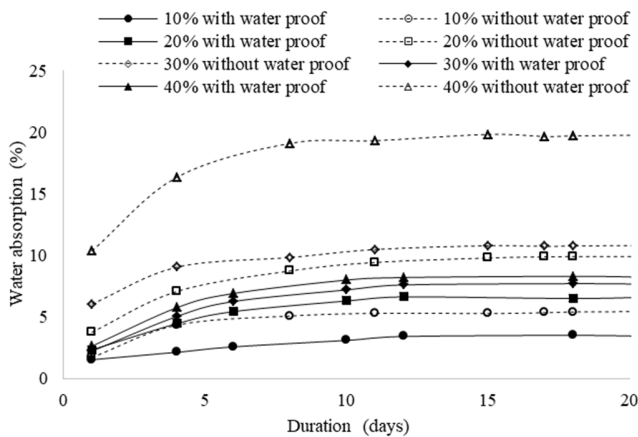 10% with water proof
10% without water proof
20% with water proof
20% without water proof
30% without water proof
30% with water proof
40% with water proof
40% without water proof
25
20
15
10
5
0
Water absorption (%)
0
5
10
15
20
Duration (days)